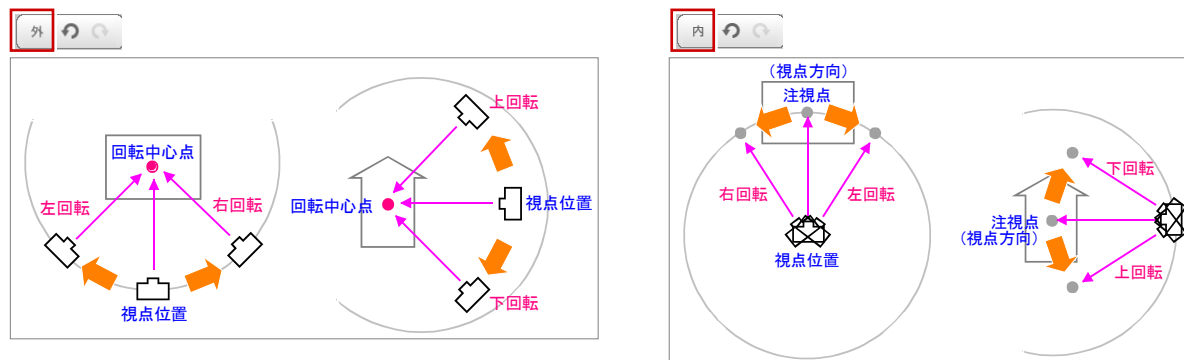 外
回転中心点
左回転
右回転
視点位置
上回転
回転中心点
視点位置
下回転
内
(視点方向)
注視点
右回転
左回転
視点位置
下回転
注視点
(視点方向)
上回転